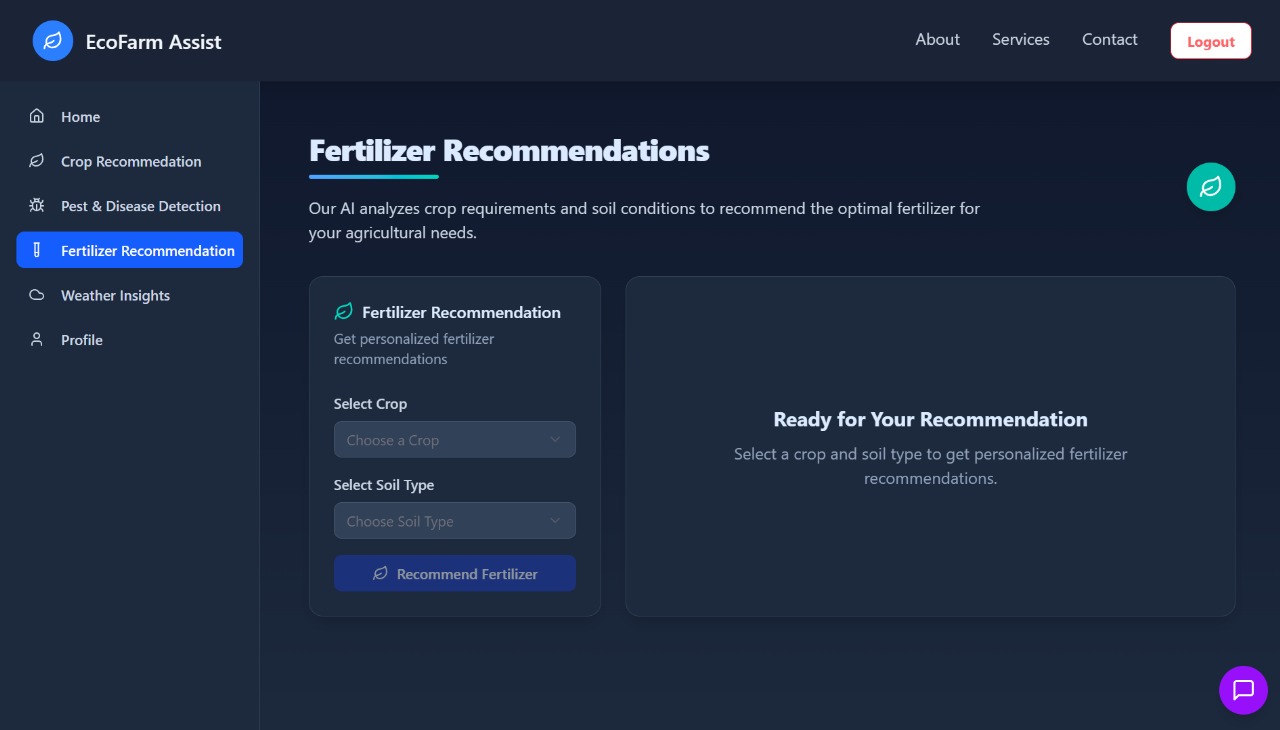 EcoFarm Assist
About
Services
Contact
Logout
Home
Crop Recommedation
Pest & Disease Detection
Fertilizer Recommendation
Weather Insights
Profile
Fertilizer Recommendations
Our AI analyzes crop requirements and soil conditions to recommend the optimal fertilizer for
your agricultural needs.
Fertilizer Recommendation
Get personalized fertilizer
recommendations
Select Crop
Choose a Crop
Select Soil Type
Choose Soil Type
Recommend Fertilizer
Ready for Your Recommendation
Select a crop and soil type to get personalized fertilizer
recommendations.